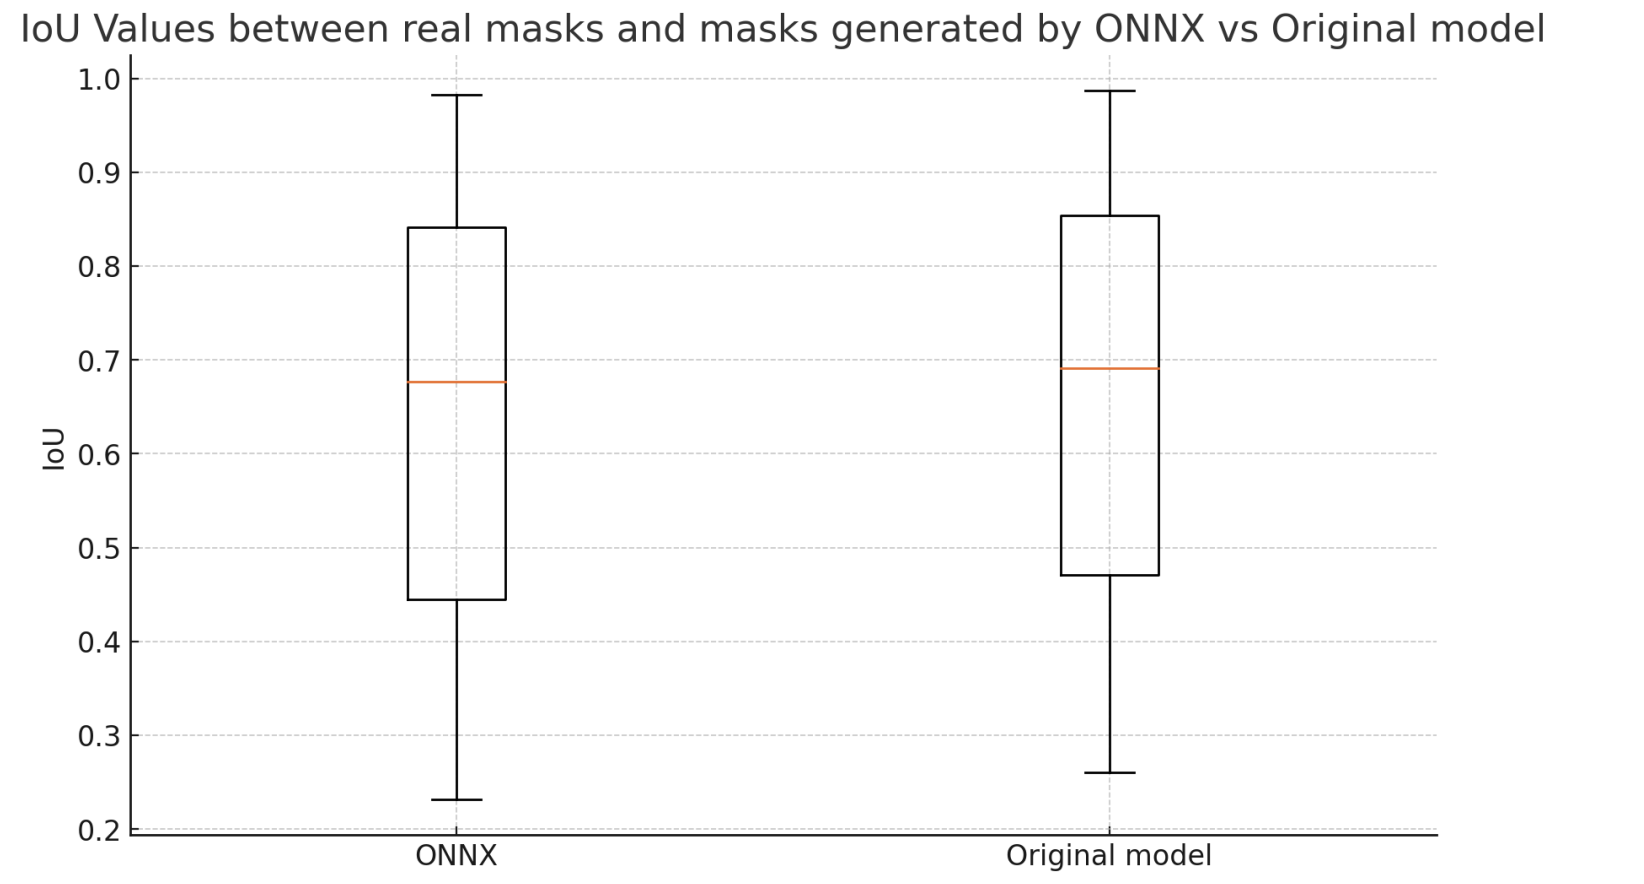 IoU Values between real masks and masks generated by ONNX vs Original model
1.0
0.9
0.8
0.7
0.6
0.5
0.4
0.3
0.2
IoU
ONNX
Original model